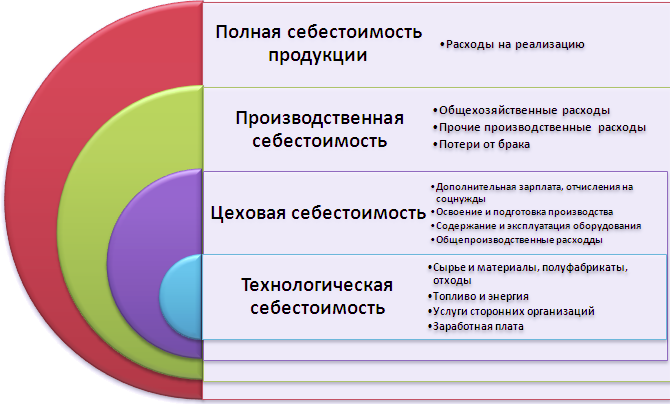 Полная себестоимость
продукции
•Расходы на реализацию
Производственная
себестоимость
•Общехозяйственные расходы
•Прочие производственные расходы
•Потери от брака
Цеховая себестоимость
•Дополнительная зарплата, отчисления на
соцнужды
•Освоение и подготовка производства
•Содержание и эксплуатация оборудования
•Общепроизводственные расходды
Технологическая
себестоимость
•Сырье и материалы, полуфабрикаты,
отходы
•Топливо и энергия
•Услуги сторонних организаций
•Заработная плата